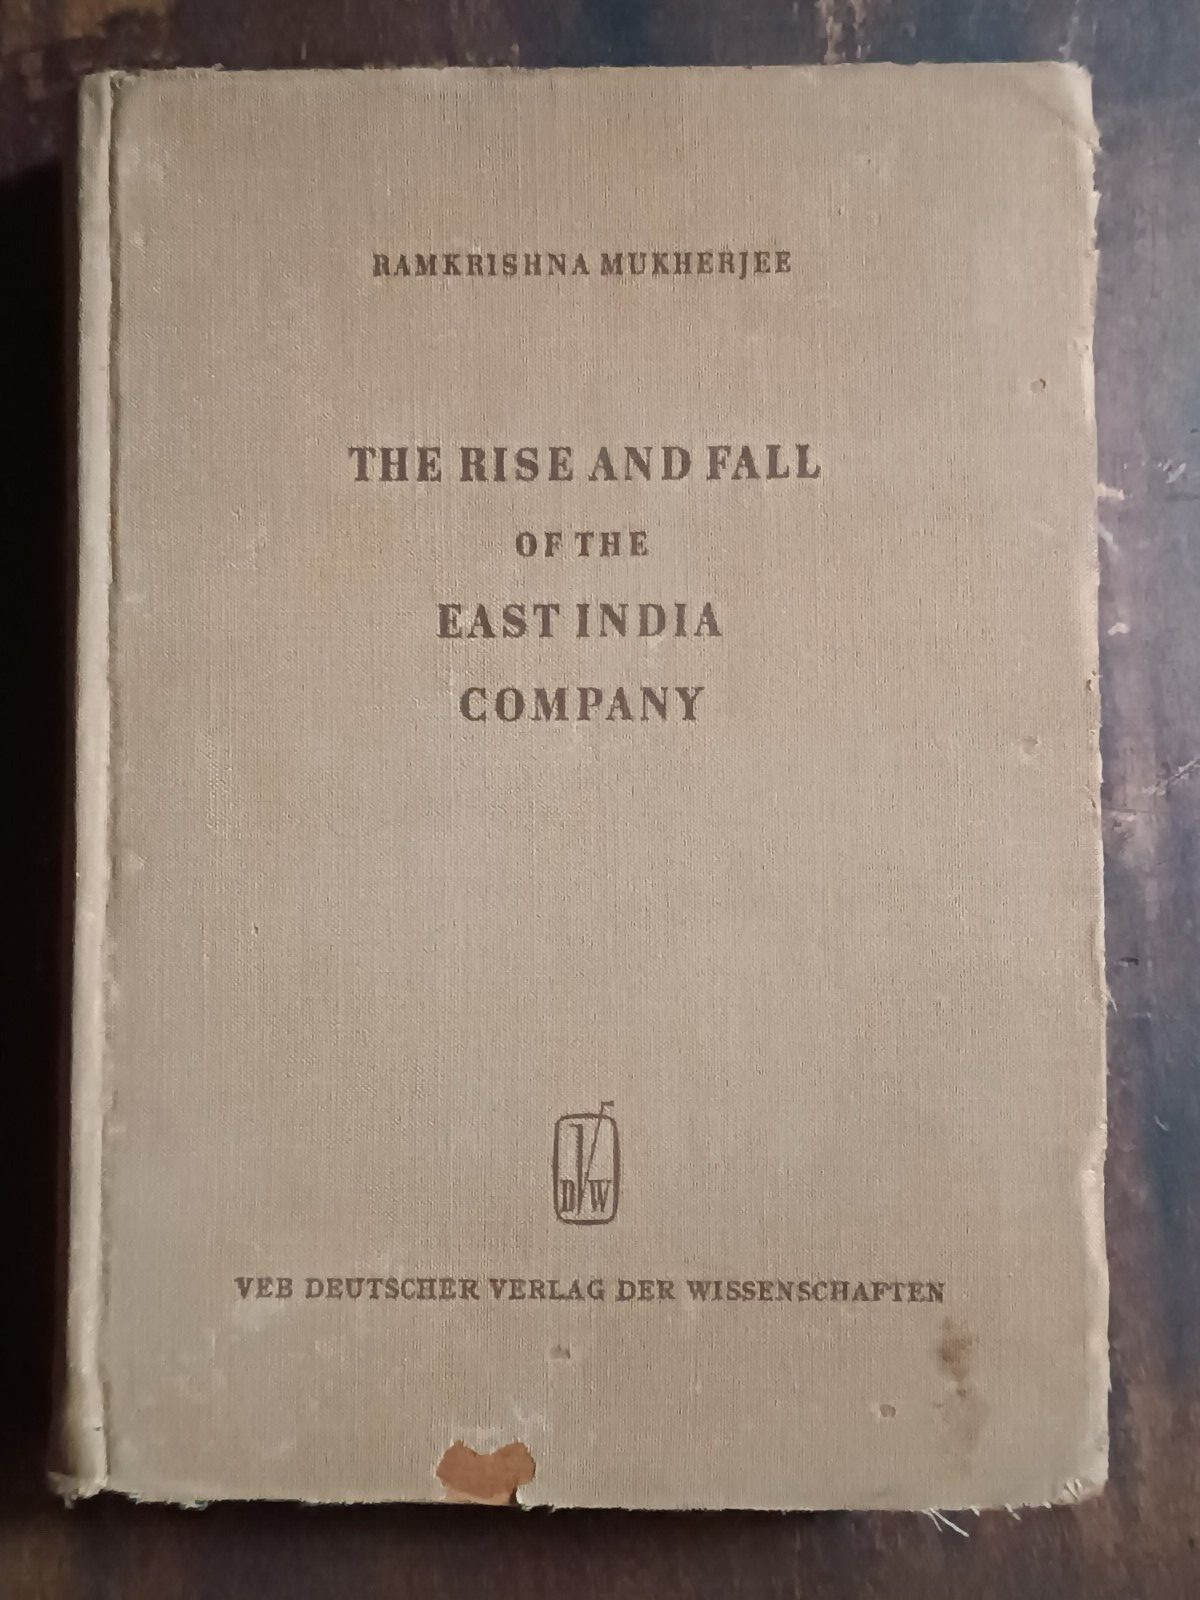 RAMKRISHNA MUKHERJEE
THE RISE AND FALL
OF THE
EAST INDIA
COMPANY
D V W
VEB DEUTSCHER VERLAG DER WISSENSCHAFTEN